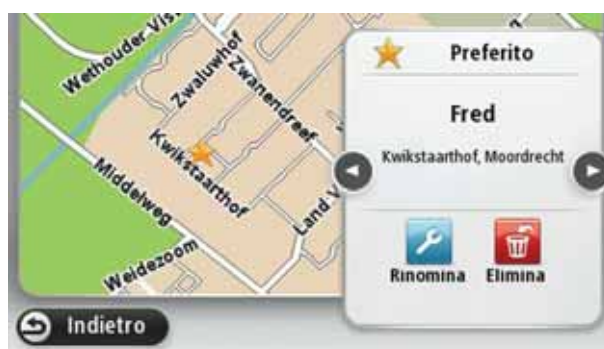 Wethouder Vis
Zwaluwhof
Zwanendreef
Kwikstaarthof
Middelweg
Land V
Weidezoom
Preferito
Fred
Kwikstaarthof, Moordrecht
Rinomina
Elimina
Indietro